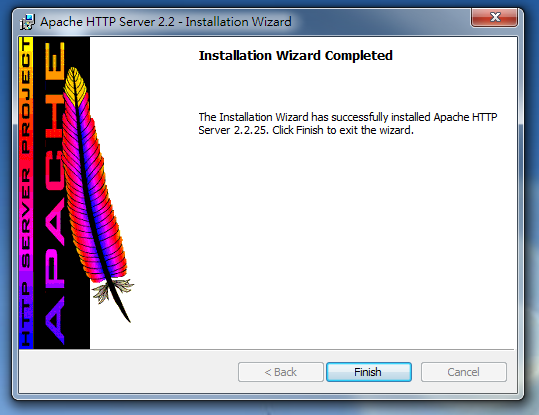 Apache HTTP Server 2.2 - Installation Wizard
HTTP SERVER PROJECT
APACHE
Installation Wizard Completed
The Installation Wizard has successfully installed Apache HTTP
Server 2.2.25. Click Finish to exit the wizard.
< Back
Finish
Cancel